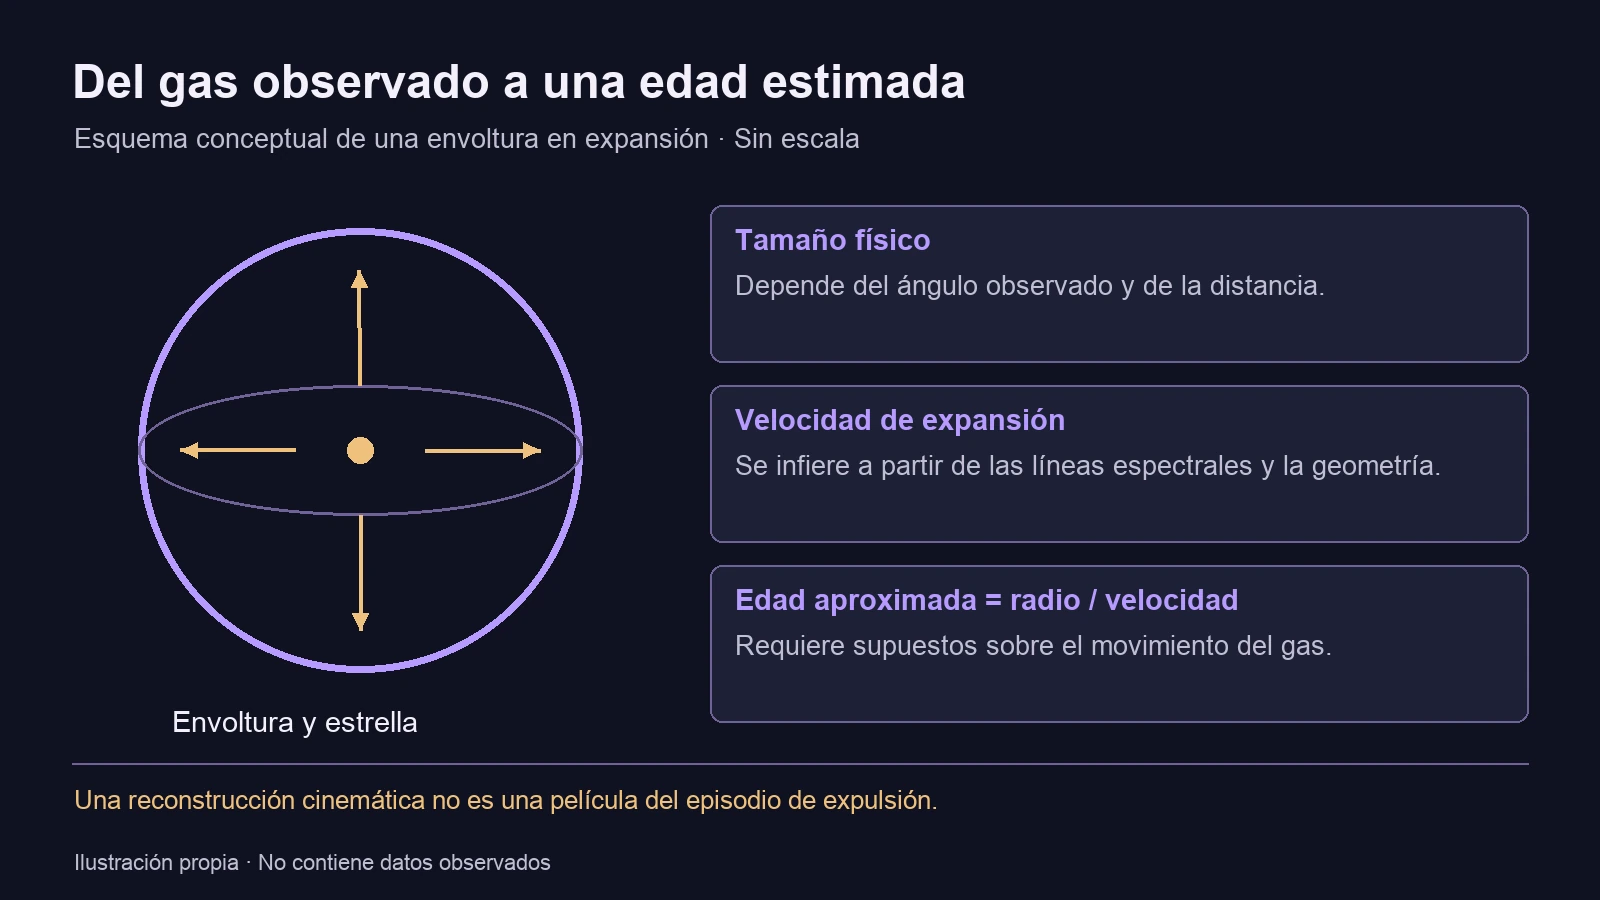 Del gas observado a una edad estimada
Esquema conceptual de una envoltura en expansión · Sin escala
Tamaño físico
Depende del ángulo observado y de la distancia.
Velocidad de expansión
Se infiere a partir de las líneas espectrales y la geometría.
Edad aproximada = radio / velocidad
Requiere supuestos sobre el movimiento del gas.
Envoltura y estrella
Una reconstrucción cinemática no es una película del episodio de expulsión.
Ilustración propia · No contiene datos observados